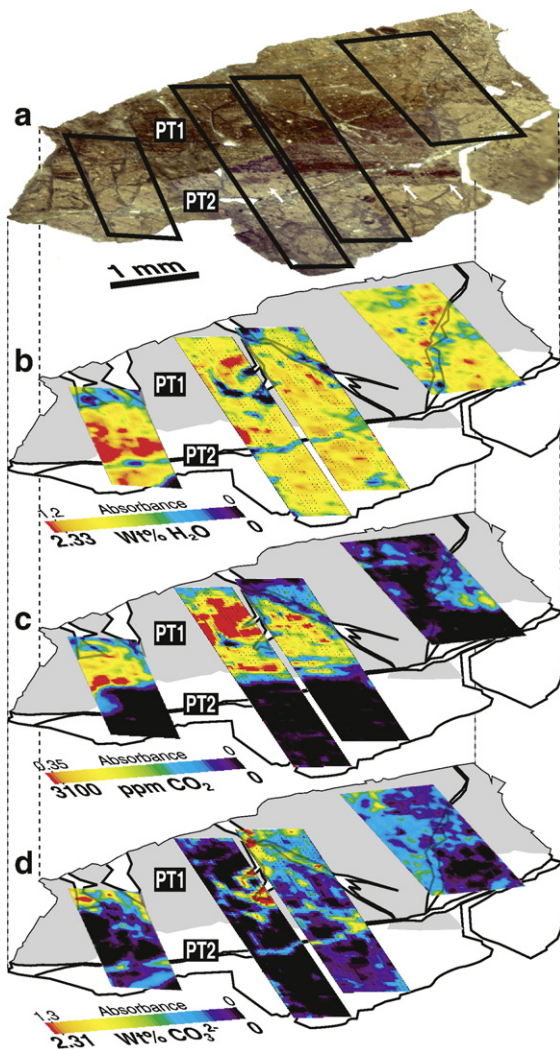 a
PT1
PT2
1 mm
b
PT1
PT2
1.2 Absorbance 0
2.33 Wt% H₂O 0
c
PT1
PT2
0.35 Absorbance 0
3100 ppm CO₂ 0
d
PT1
PT2
1.3 Absorbance 0
2.31 Wt% CO₃²⁻ 0